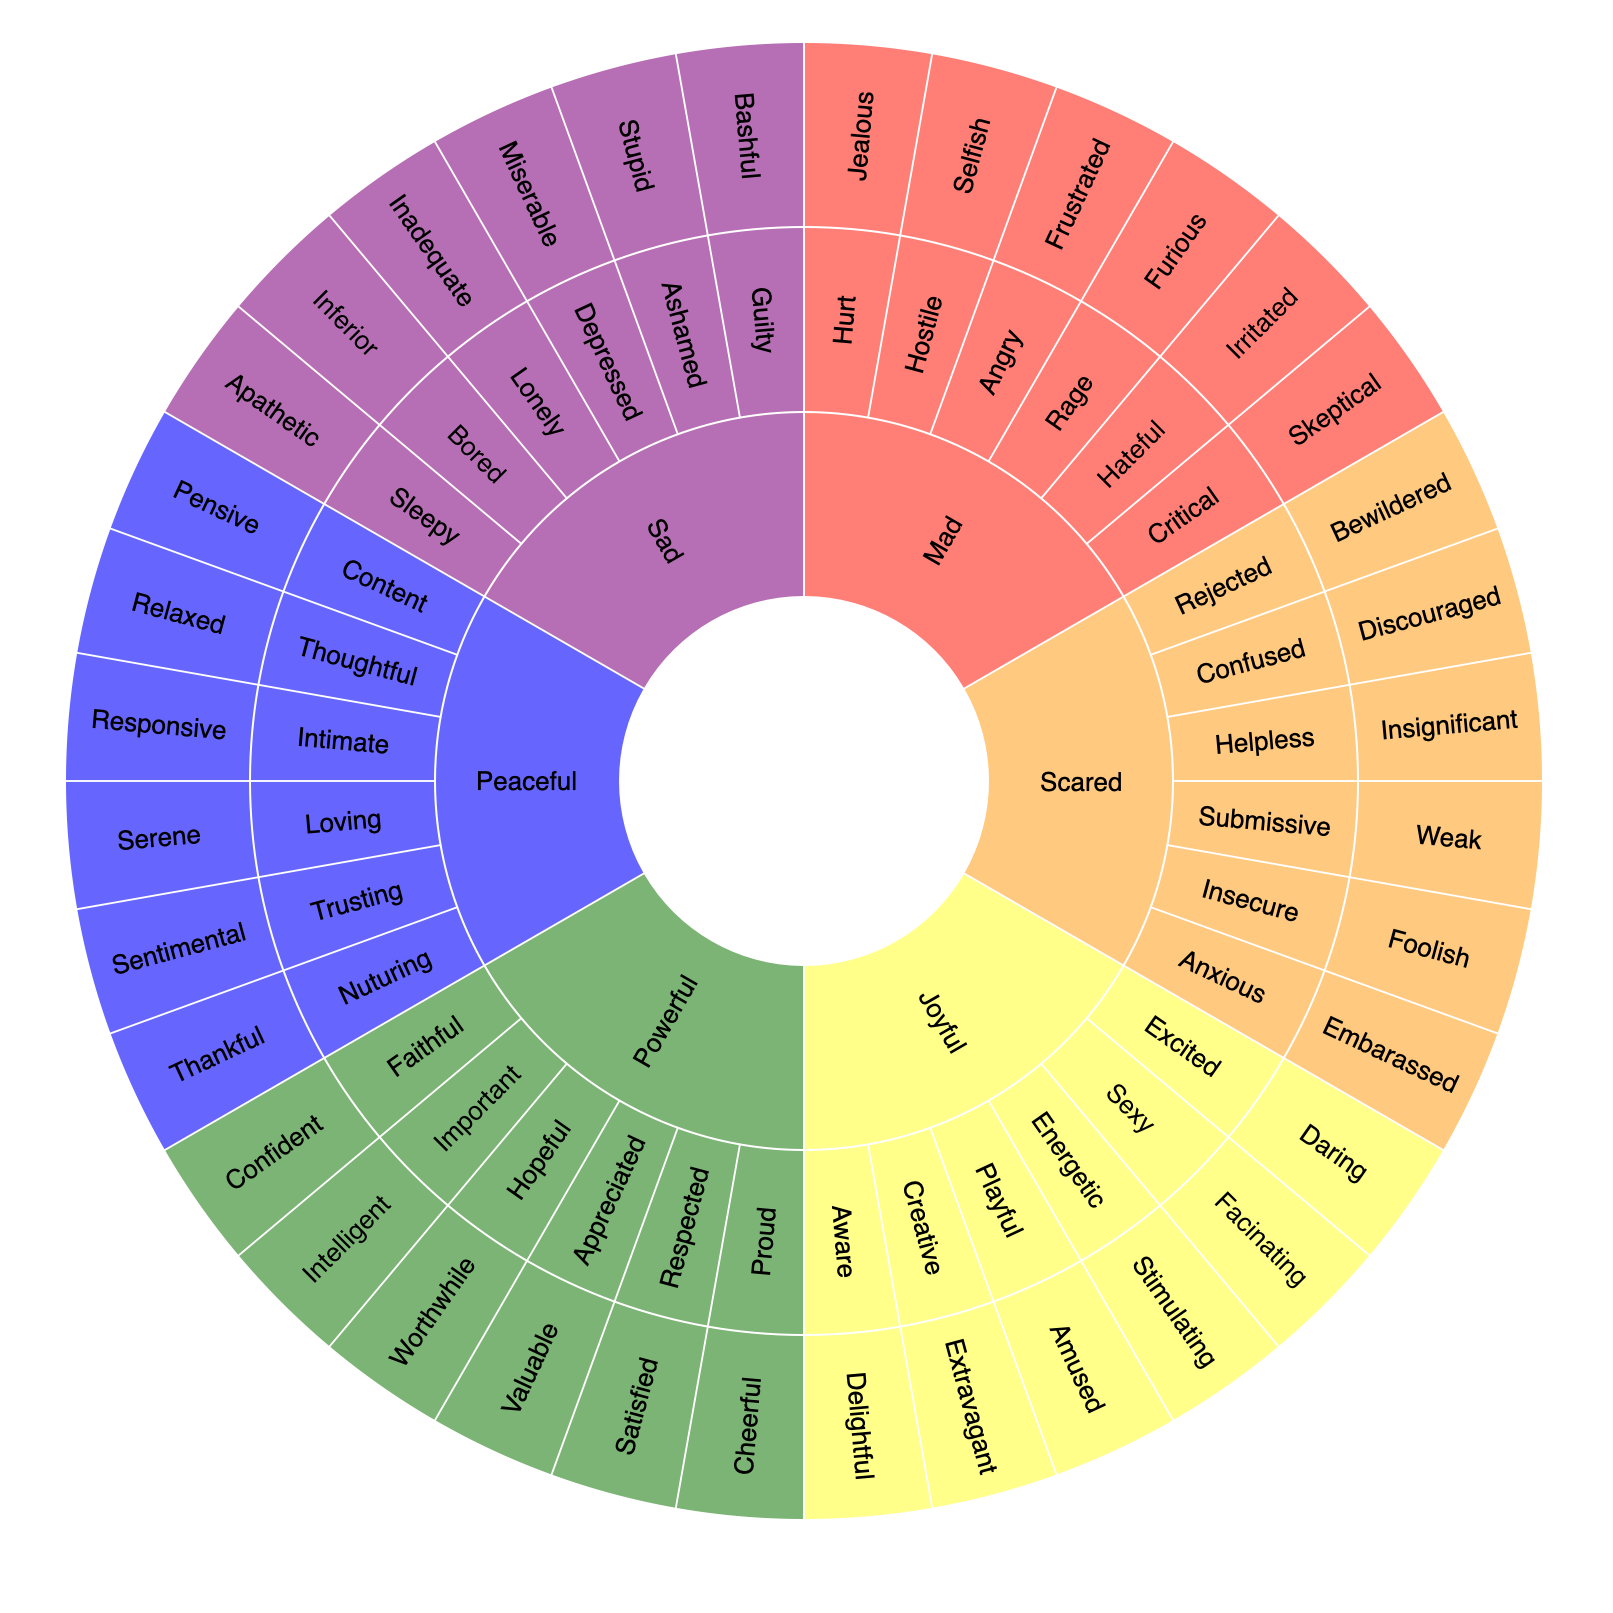 Mad
Hurt
Jealous
Hostile
Selfish
Angry
Frustrated
Rage
Furious
Hateful
Irritated
Critical
Skeptical
Scared
Rejected
Bewildered
Confused
Discouraged
Helpless
Insignificant
Submissive
Weak
Insecure
Foolish
Anxious
Embarassed
Joyful
Excited
Daring
Sexy
Facinating
Energetic
Stimulating
Playful
Amused
Creative
Extravagant
Aware
Delightful
Powerful
Proud
Cheerful
Respected
Satisfied
Appreciated
Valuable
Hopeful
Worthwhile
Important
Intelligent
Faithful
Confident
Peaceful
Nuturing
Thankful
Trusting
Sentimental
Loving
Serene
Intimate
Responsive
Thoughtful
Relaxed
Content
Pensive
Sad
Sleepy
Apathetic
Bored
Inferior
Lonely
Inadequate
Depressed
Miserable
Ashamed
Stupid
Guilty
Bashful